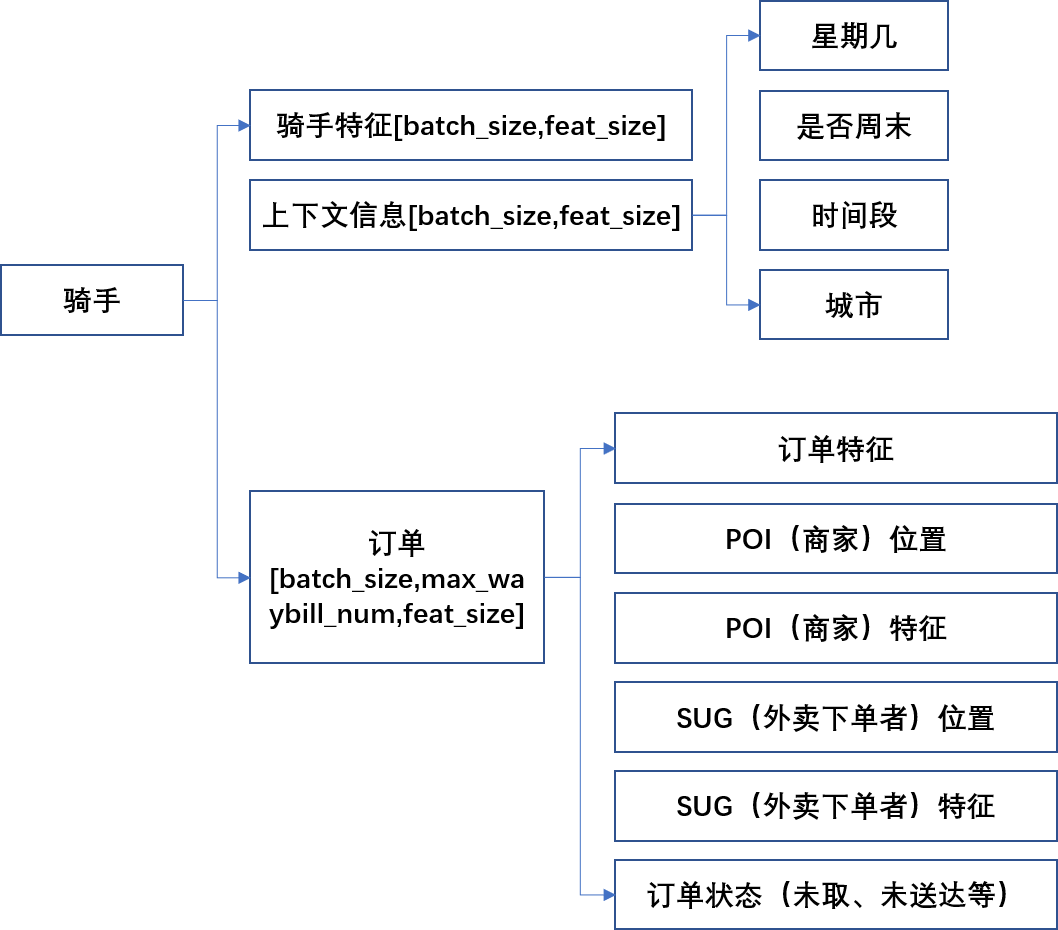 骑手
骑手特征[batch_size,feat_size]
上下文信息[batch_size,feat_size]
星期几
是否周末
时间段
城市
订单
[batch_size,max_wa
ybill_num,feat_size]
订单特征
POI（商家）位置
POI（商家）特征
SUG（外卖下单者）位置
SUG（外卖下单者）特征
订单状态（未取、未送达等）